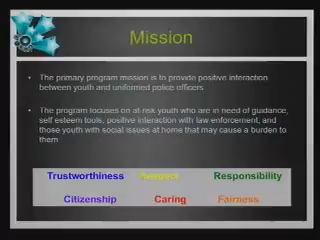 Mission
• The primary program mission is to provide positive interaction
between youth and uniformed police officers
• The program focuses on at-risk youth who are in need of guidance,
self esteem tools, positive interaction with law enforcement, and
those youth with social issues at home that may cause a burden to
them
Trustworthiness Respect Responsibility
Citizenship Caring Fairness